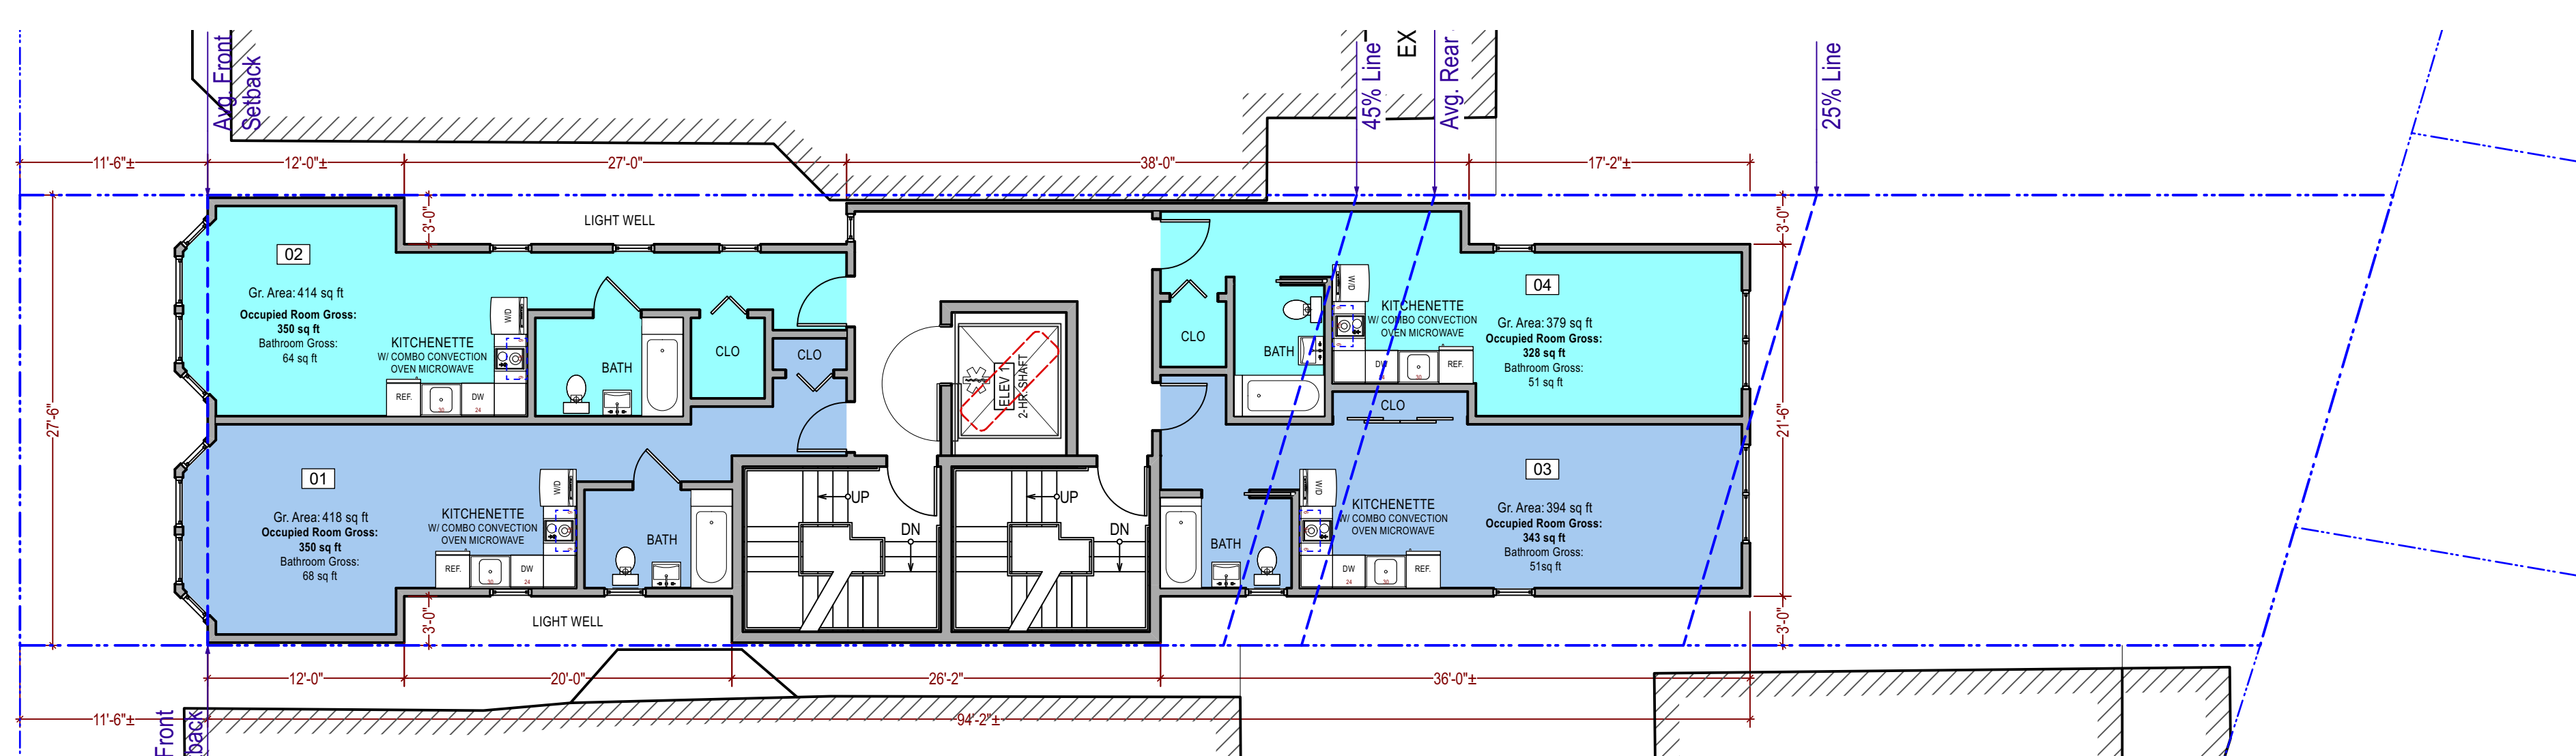 Avg. Front
Setback
45% Line
EX
Avg. Rear
25% Line
11'-6"±
12'-0"±
27'-0"
38'-0"
17'-2"±
3'-0"
LIGHT WELL
3'-0"
02
Gr. Area: 414 sq ft
Occupied Room Gross:
350 sq ft
Bathroom Gross:
64 sq ft
KITCHENETTE
W/ COMBO CONVECTION
OVEN MICROWAVE
W/D
REF.
30
DW
24
BATH
CLO
CLO
ELEV 1
2-HR. SHAFT
CLO
BATH
W/D
KITCHENETTE
W/ COMBO CONVECTION
OVEN MICROWAVE
DW
30
REF.
04
Gr. Area: 379 sq ft
Occupied Room Gross:
328 sq ft
Bathroom Gross:
51 sq ft
CLO
27'-6"
21'-6"
01
Gr. Area: 418 sq ft
Occupied Room Gross:
350 sq ft
Bathroom Gross:
68 sq ft
KITCHENETTE
W/ COMBO CONVECTION
OVEN MICROWAVE
W/D
REF.
30
DW
24
BATH
UP
DN
UP
DN
BATH
W/D
KITCHENETTE
W/ COMBO CONVECTION
OVEN MICROWAVE
DW
24
30
REF.
03
Gr. Area: 394 sq ft
Occupied Room Gross:
343 sq ft
Bathroom Gross:
51sq ft
3'-0"
LIGHT WELL
3'-0"
12'-0"
20'-0"
26'-2"
36'-0"±
11'-6"±
94'-2"±
Front
back